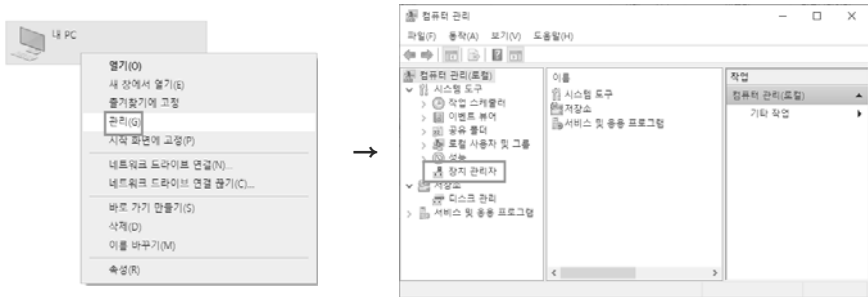 내 PC
열기(O)
새 창에서 열기(E)
즐겨찾기에 고정
관리(G)
시작 화면에 고정(P)
네트워크 드라이브 연결(N)...
네트워크 드라이브 연결 끊기(C)...
바로 가기 만들기(S)
삭제(D)
이름 바꾸기(M)
속성(R)
→
컴퓨터 관리
파일(F) 동작(A) 보기(V) 도움말(H)
컴퓨터 관리(로컬)
시스템 도구
작업 스케줄러
이벤트 뷰어
공유 폴더
로컬 사용자 및 그룹
성능
장치 관리자
저장소
디스크 관리
서비스 및 응용 프로그램
이름
시스템 도구
저장소
서비스 및 응용 프로그램
작업
컴퓨터 관리(로컬)
기타 작업